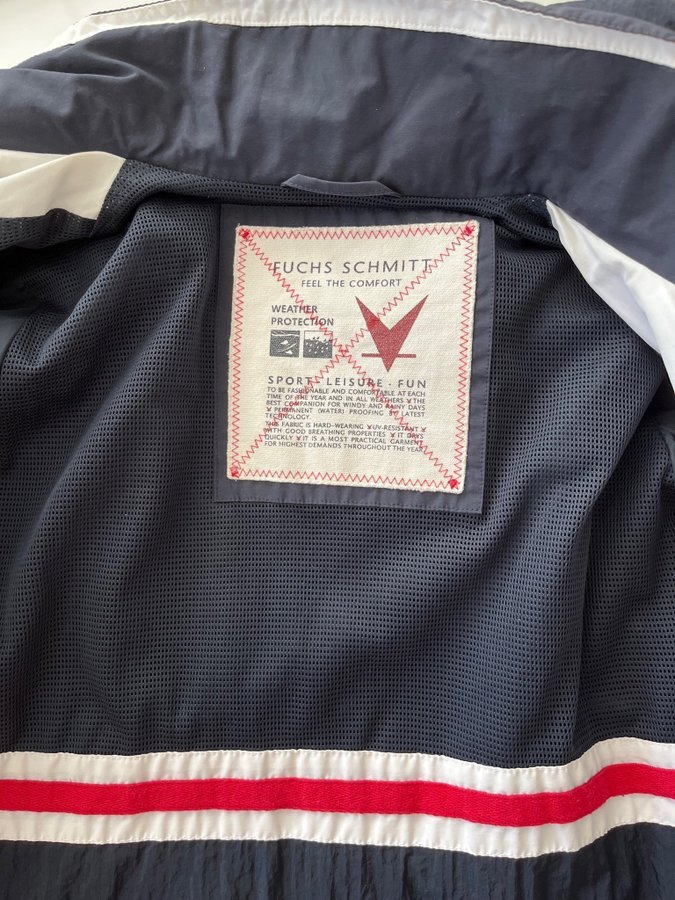 FUCHS SCHMITT
FEEL THE COMFORT
WEATHER
PROTECTION
SPORT · LEISURE · FUN
TO BE FASHIONABLE AND COMFORTABLE AT EACH
TIME OF THE YEAR AND IN ALL WEATHERS THE
BEST COMPANION FOR WINDY AND RAINY DAYS
PERMANENT (WATER) PROOFING BY LATEST
TECHNOLOGY.
THIS FABRIC IS HARD-WEARING UV-RESISTANT
WITH GOOD BREATHING PROPERTIES IT DRYS
QUICKLY IT IS A MOST PRACTICAL GARMENT
FOR HIGHEST DEMANDS THROUGHOUT THE YEAR